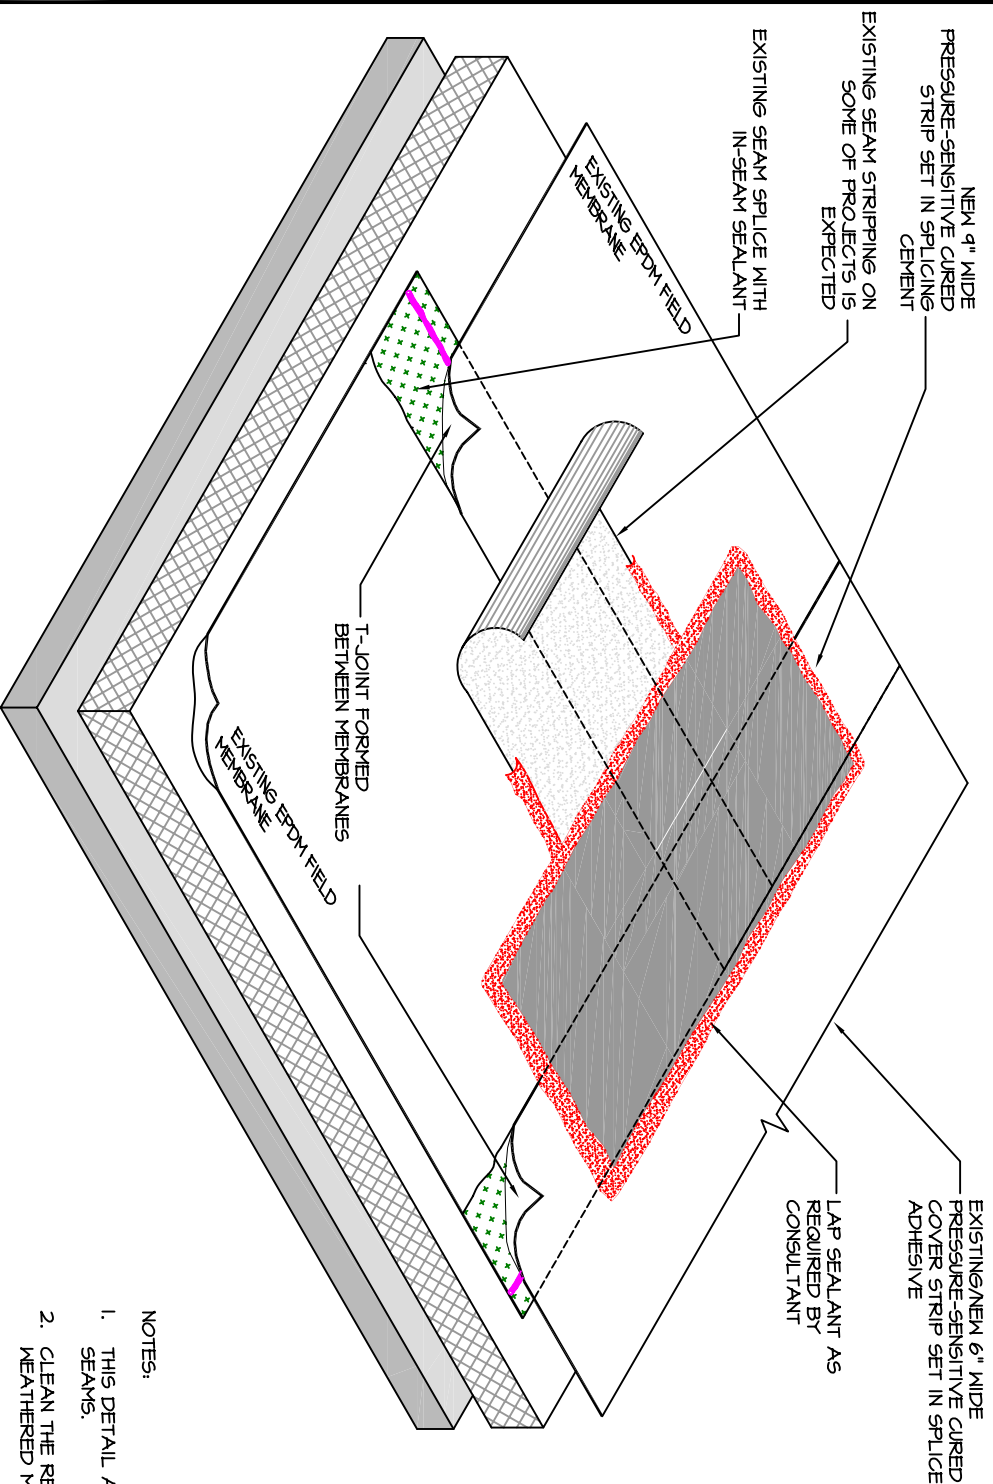 NEW 9" WIDE
PRESSURE-SENSITIVE CURED
STRIP SET IN SPLICING
CEMENT
EXISTING SEAM STRIPPING ON
SOME OF PROJECTS IS
EXPECTED
EXISTING SEAM SPLICE WITH
IN-SEAM SEALANT
EXISTING EPDM FIELD
MEMBRANE
T-JOINT FORMED
BETWEEN MEMBRANES
EXISTING EPDM FIELD
MEMBRANE
EXISTING/NEW 6" WIDE
PRESSURE-SENSITIVE CURED
COVER STRIP SET IN SPLICE
ADHESIVE
LAP SEALANT AS
REQUIRED BY
CONSULTANT
NOTES:
1. THIS DETAIL A
SEAMS.
2. CLEAN THE RE
WEATHERED M